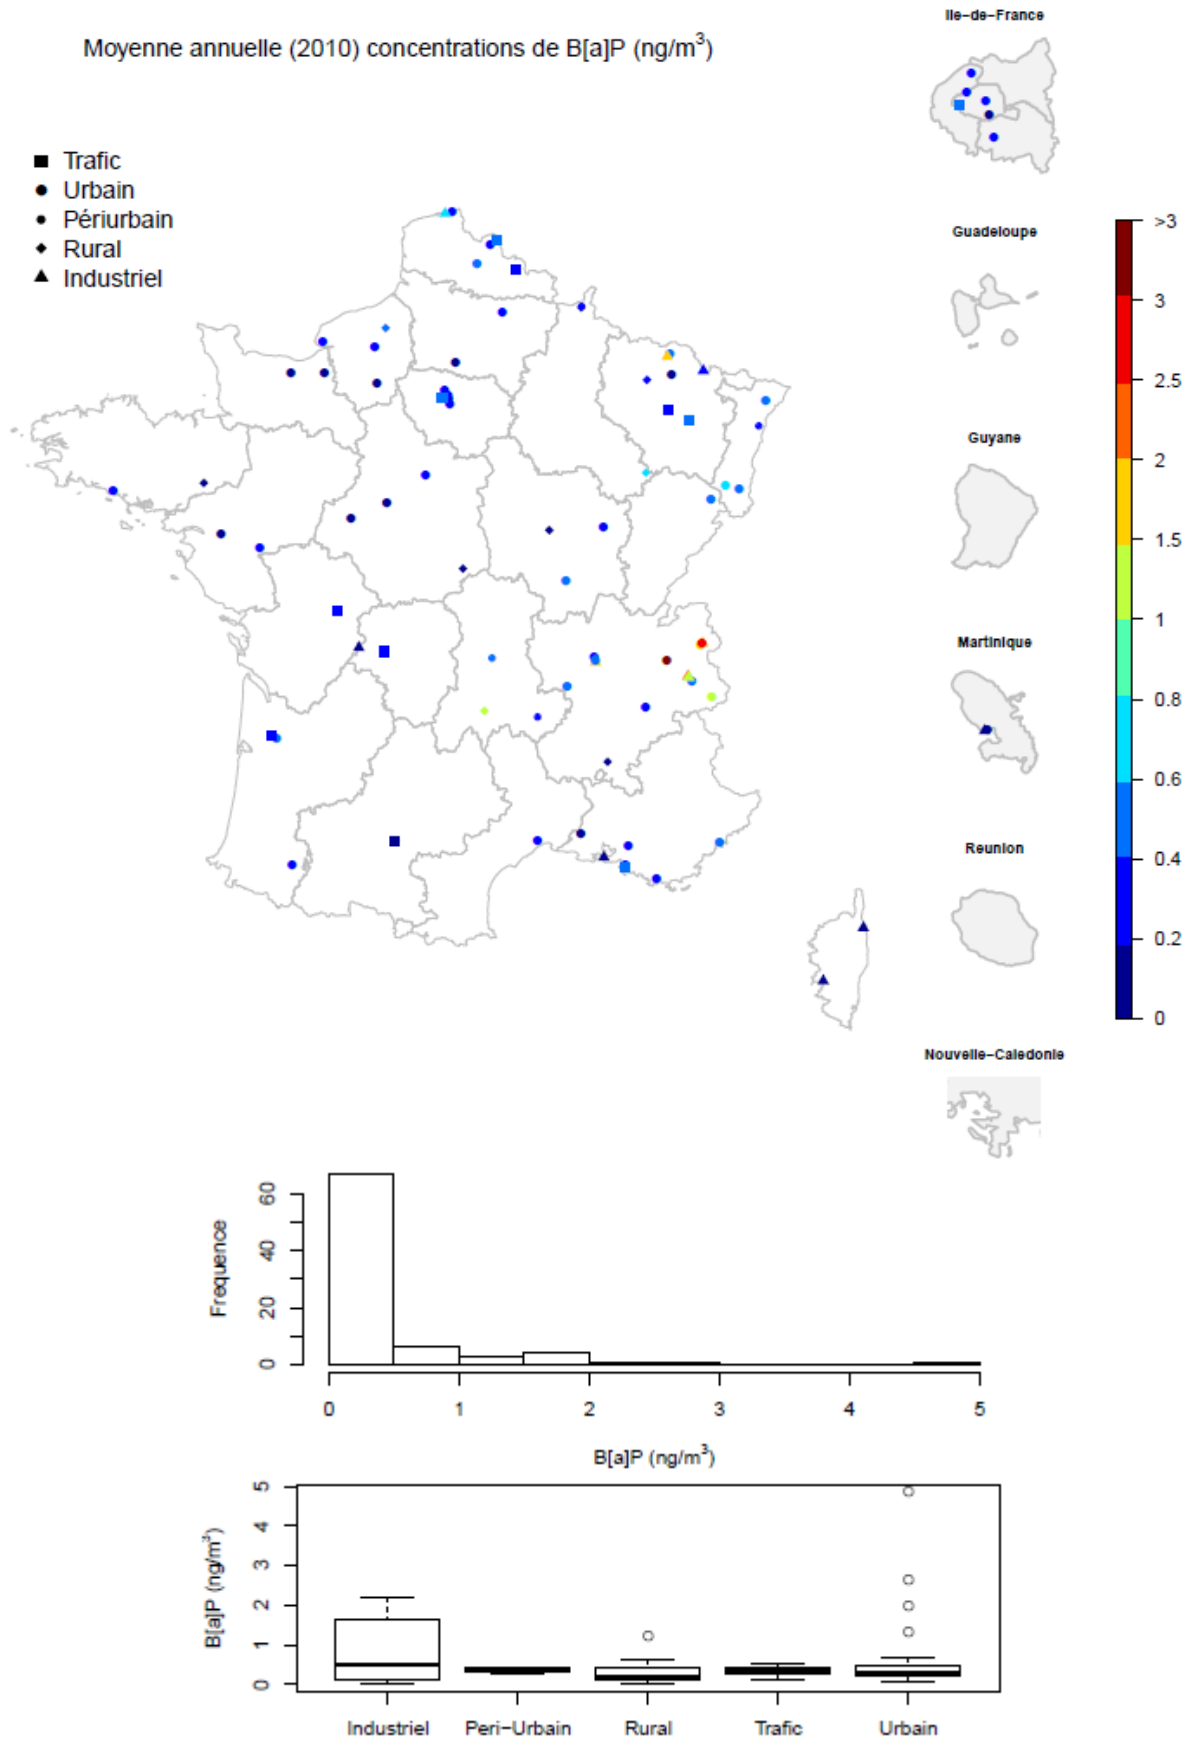 Ile-de-France
Moyenne annuelle (2010) concentrations de B[a]P (ng/m³)
Trafic
Urbain
Périurbain
Rural
Industriel
Guadeloupe
Guyane
Martinique
Reunion
Nouvelle-Caledonie
>3
3
2.5
2
1.5
1
0.8
0.6
0.4
0.2
0
Frequence
60
40
20
0
0 1 2 3 4 5
B[a]P (ng/m³)
B[a]P (ng/m³)
5
4
3
2
1
0
Industriel Peri-Urbain Rural Trafic Urbain